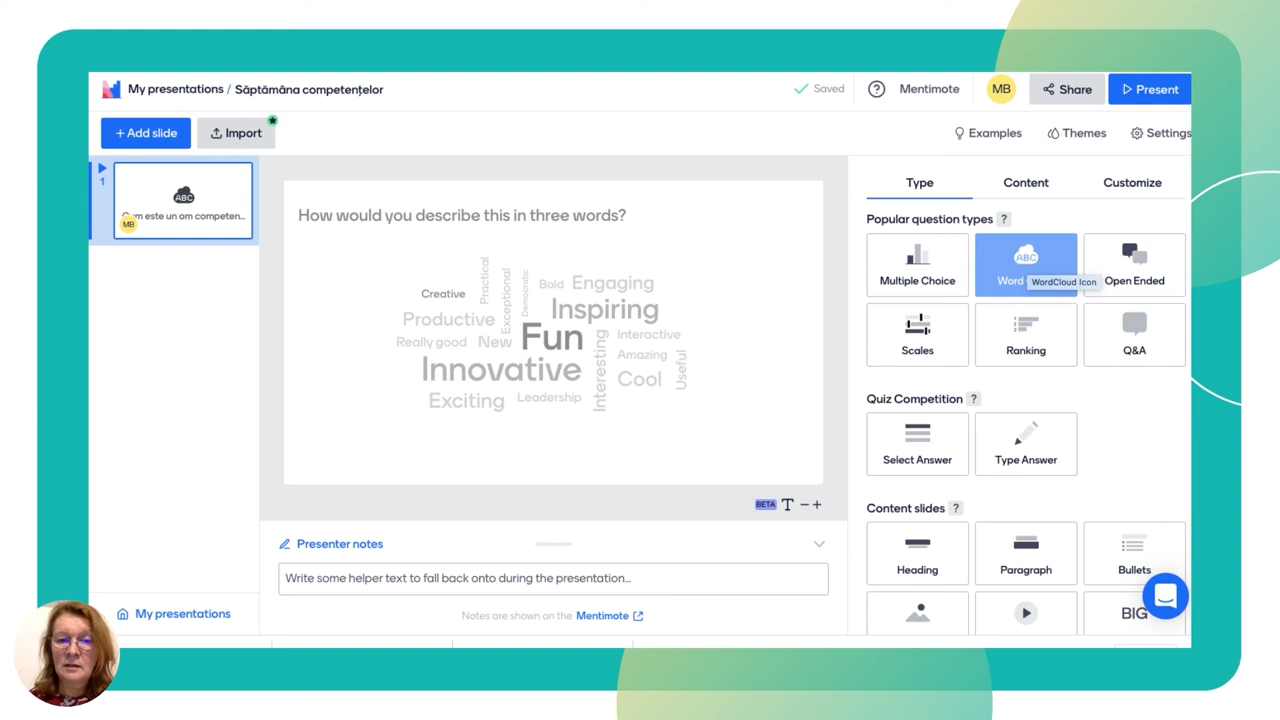 My presentations / Săptămâna competențelor
Saved
Mentimote
MB
Share
Present
+ Add slide
Import
Examples
Themes
Settings
1
ABC
m este un om competen...
MB
How would you describe this in three words?
Practical
Exceptional
Democratic
Bold
Engaging
Creative
Productive
Inspiring
Really good
New
Fun
Interactive
Interesting
Amazing
Useful
Innovative
Cool
Exciting
Leadership
BETA
T
Presenter notes
Write some helper text to fall back onto during the presentation...
Notes are shown on the Mentimote
My presentations
Type
Content
Customize
Popular question types ?
Multiple Choice
ABC
Word
WordCloud Icon
Open Ended
Scales
Ranking
Q&A
Quiz Competition ?
Select Answer
Type Answer
Content slides ?
Heading
Paragraph
Bullets
BIG